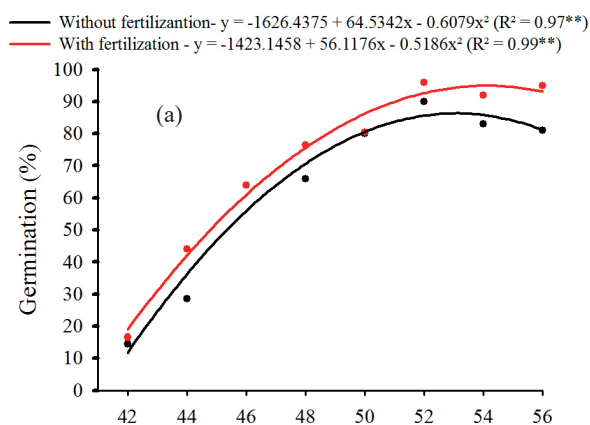 Without fertilizantion- y = -1626.4375 + 64.5342x - 0.6079x² (R² = 0.97**)
With fertilization - y = -1423.1458 + 56.1176x - 0.5186x² (R² = 0.99**)
100
90
(a)
80
70
60
50
40
30
20
10
0
Germination (%)
42 44 46 48 50 52 54 56